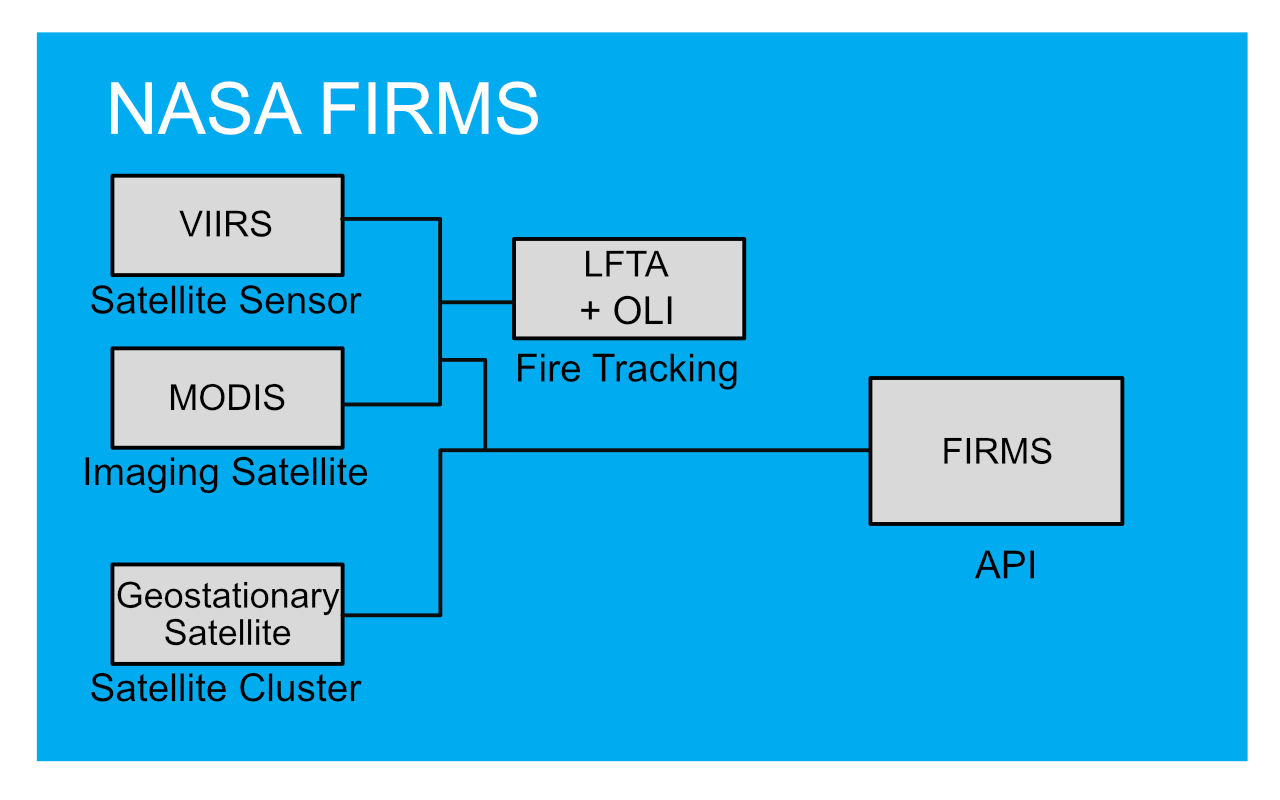 NASA FIRMS
VIIRS
Satellite Sensor
LFTA
+ OLI
Fire Tracking
MODIS
Imaging Satellite
FIRMS
API
Geostationary
Satellite
Satellite Cluster